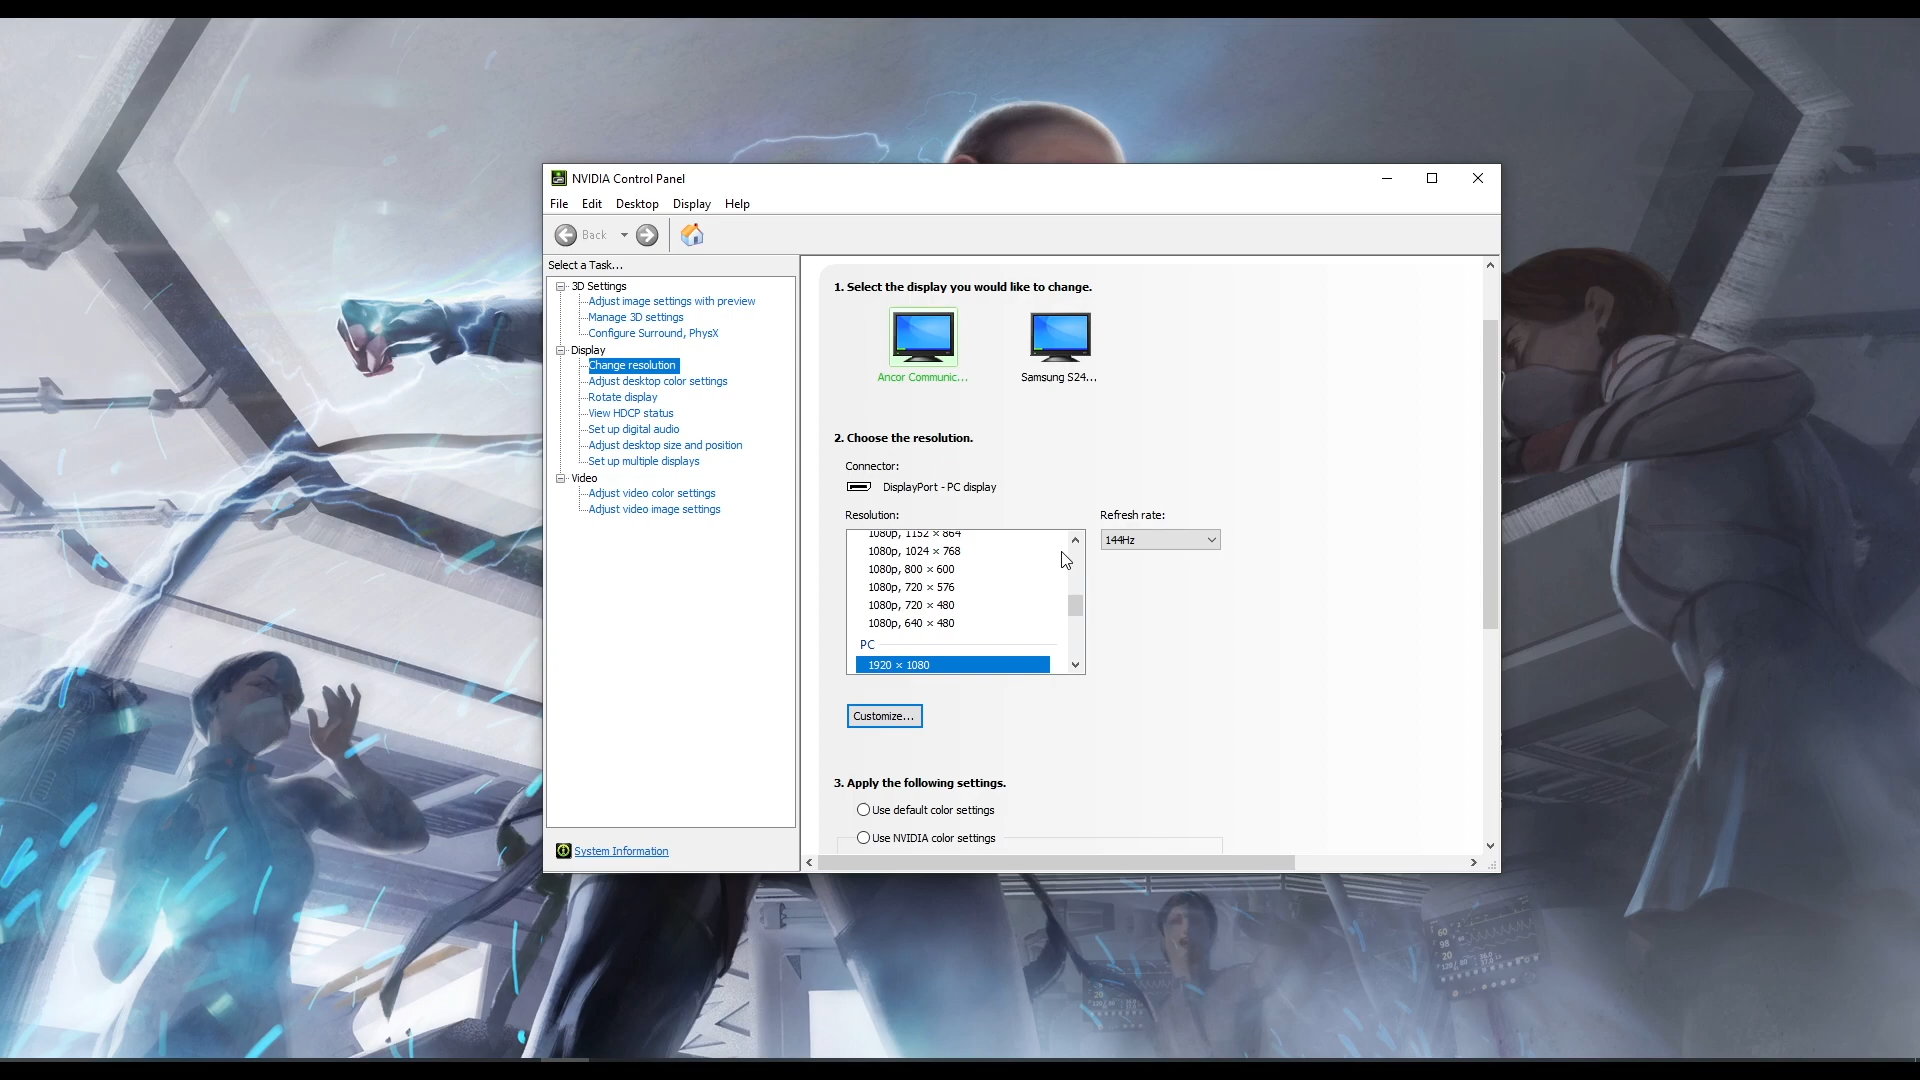 NVIDIA Control Panel
File Edit Desktop Display Help
Back
Select a Task...
3D Settings
Adjust image settings with preview
Manage 3D settings
Configure Surround, PhysX
Display
Change resolution
Adjust desktop color settings
Rotate display
View HDCP status
Set up digital audio
Adjust desktop size and position
Set up multiple displays
Video
Adjust video color settings
Adjust video image settings
System Information
1. Select the display you would like to change.
Ancor Communic... Samsung S24...
2. Choose the resolution.
Connector:
DisplayPort - PC display
Resolution: Refresh rate:
144Hz
1080p, 1152 × 864
1080p, 1024 × 768
1080p, 800 × 600
1080p, 720 × 576
1080p, 720 × 480
1080p, 640 × 480
PC
1920 × 1080
Customize...
3. Apply the following settings.
Use default color settings
Use NVIDIA color settings
60
98
20